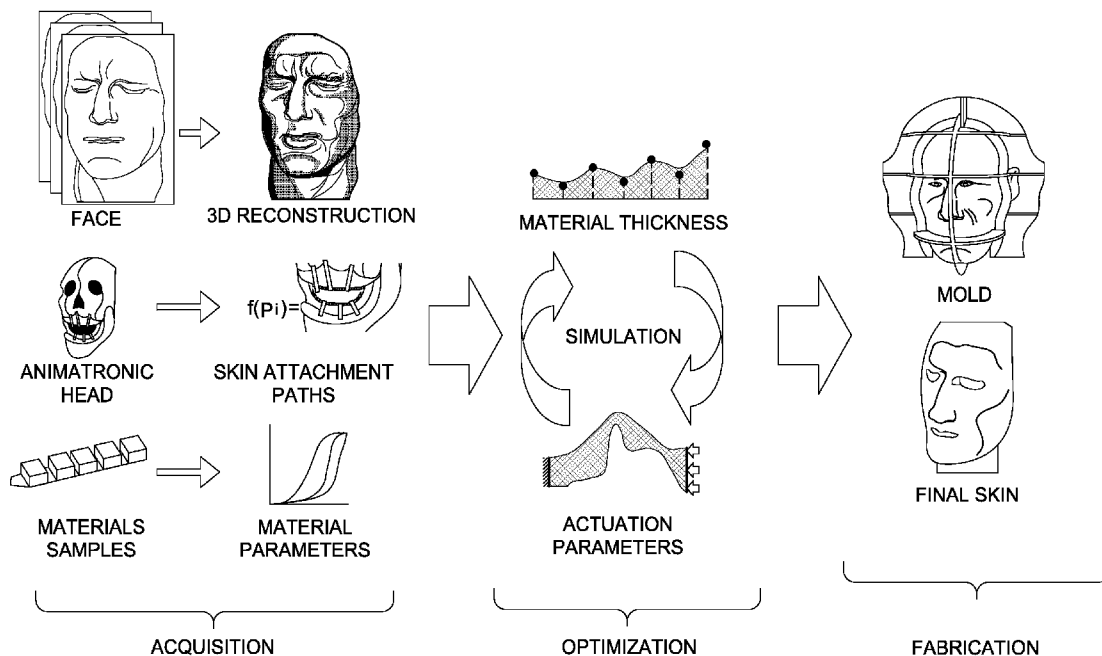 FACE
3D RECONSTRUCTION
ANIMATRONIC
HEAD
f(pi)=
SKIN ATTACHMENT
PATHS
MATERIALS
SAMPLES
MATERIAL
PARAMETERS
ACQUISITION
MATERIAL THICKNESS
SIMULATION
ACTUATION
PARAMETERS
OPTIMIZATION
MOLD
FINAL SKIN
FABRICATION